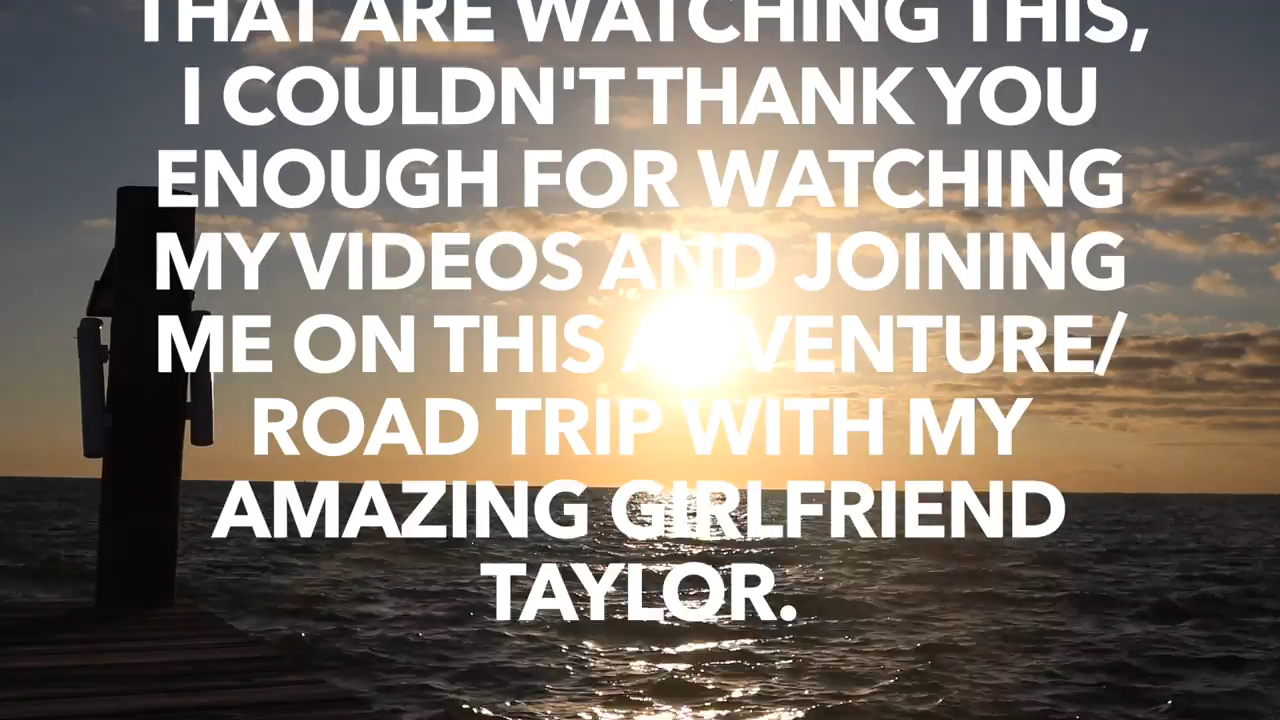 THAT ARE WATCHING THIS,
I COULDN'T THANK YOU
ENOUGH FOR WATCHING
MY VIDEOS AND JOINING
ME ON THIS ADVENTURE/
ROAD TRIP WITH MY
AMAZING GIRLFRIEND
TAYLOR.